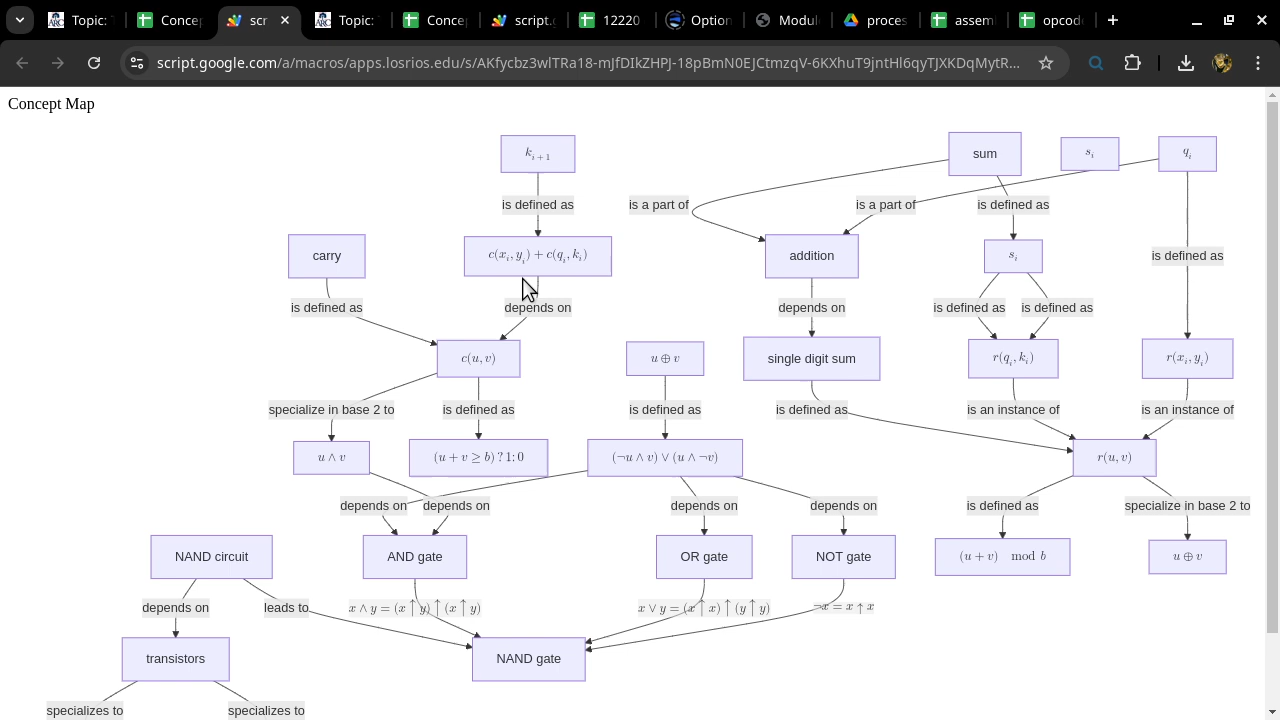 Topic:
Concep
scr
Topic:
Conce
script.g
12220
Option
Modul
proces
assem
opcod
script.google.com/a/macros/apps.losrios.edu/s/AKfycbz3wlTRa18-mJfDIkZHPJ-18pBmN0EJCtmzqV-6KXhuT9jntHl6qyTJXKDqMytR...
Concept Map
k_{i+1}
sum
s_i
q_i
is defined as
is a part of
is a part of
is defined as
carry
c(x_i, y_i) + c(q_i, k_i)
addition
s_i
is defined as
is defined as
depends on
depends on
is defined as
is defined as
c(u, v)
u ⊕ v
single digit sum
r(q_i, k_i)
r(x_i, y_i)
specialize in base 2 to
is defined as
is defined as
is defined as
is an instance of
is an instance of
u ∧ v
(u + v ≥ b) ? 1: 0
(¬u ∧ v) ∨ (u ∧ ¬v)
r(u, v)
depends on
depends on
depends on
depends on
is defined as
specialize in base 2 to
NAND circuit
AND gate
OR gate
NOT gate
(u + v) mod b
u ⊕ v
depends on
leads to
x ∧ y = (x ↑ y) ↑ (x ↑ y)
x ∨ y = (x ↑ x) ↑ (y ↑ y)
¬x = x ↑ x
transistors
NAND gate
specializes to
specializes to